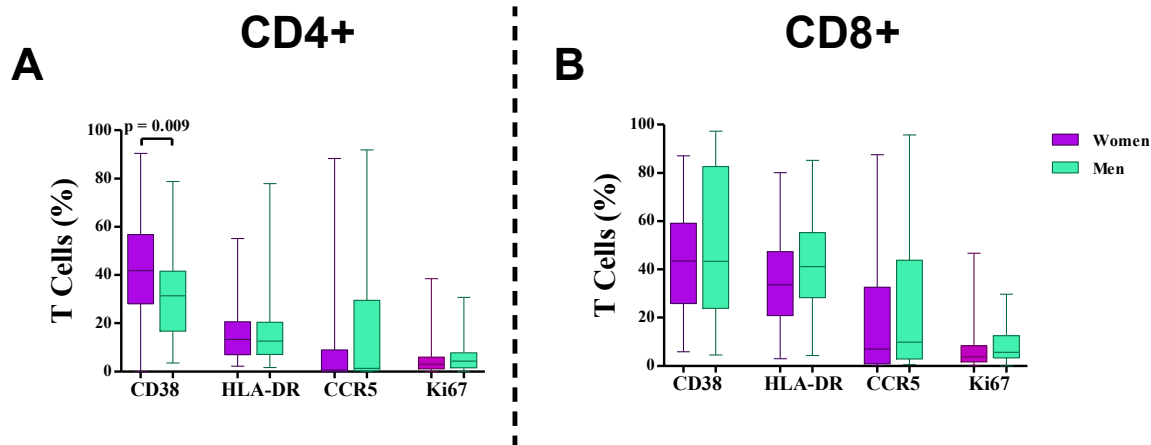 CD4+
CD8+
A
B
p = 0.009
100
80
60
40
20
0
T Cells (%)
CD38 HLA-DR CCR5 Ki67
100
80
60
40
20
0
T Cells (%)
CD38 HLA-DR CCR5 Ki67
Women
Men